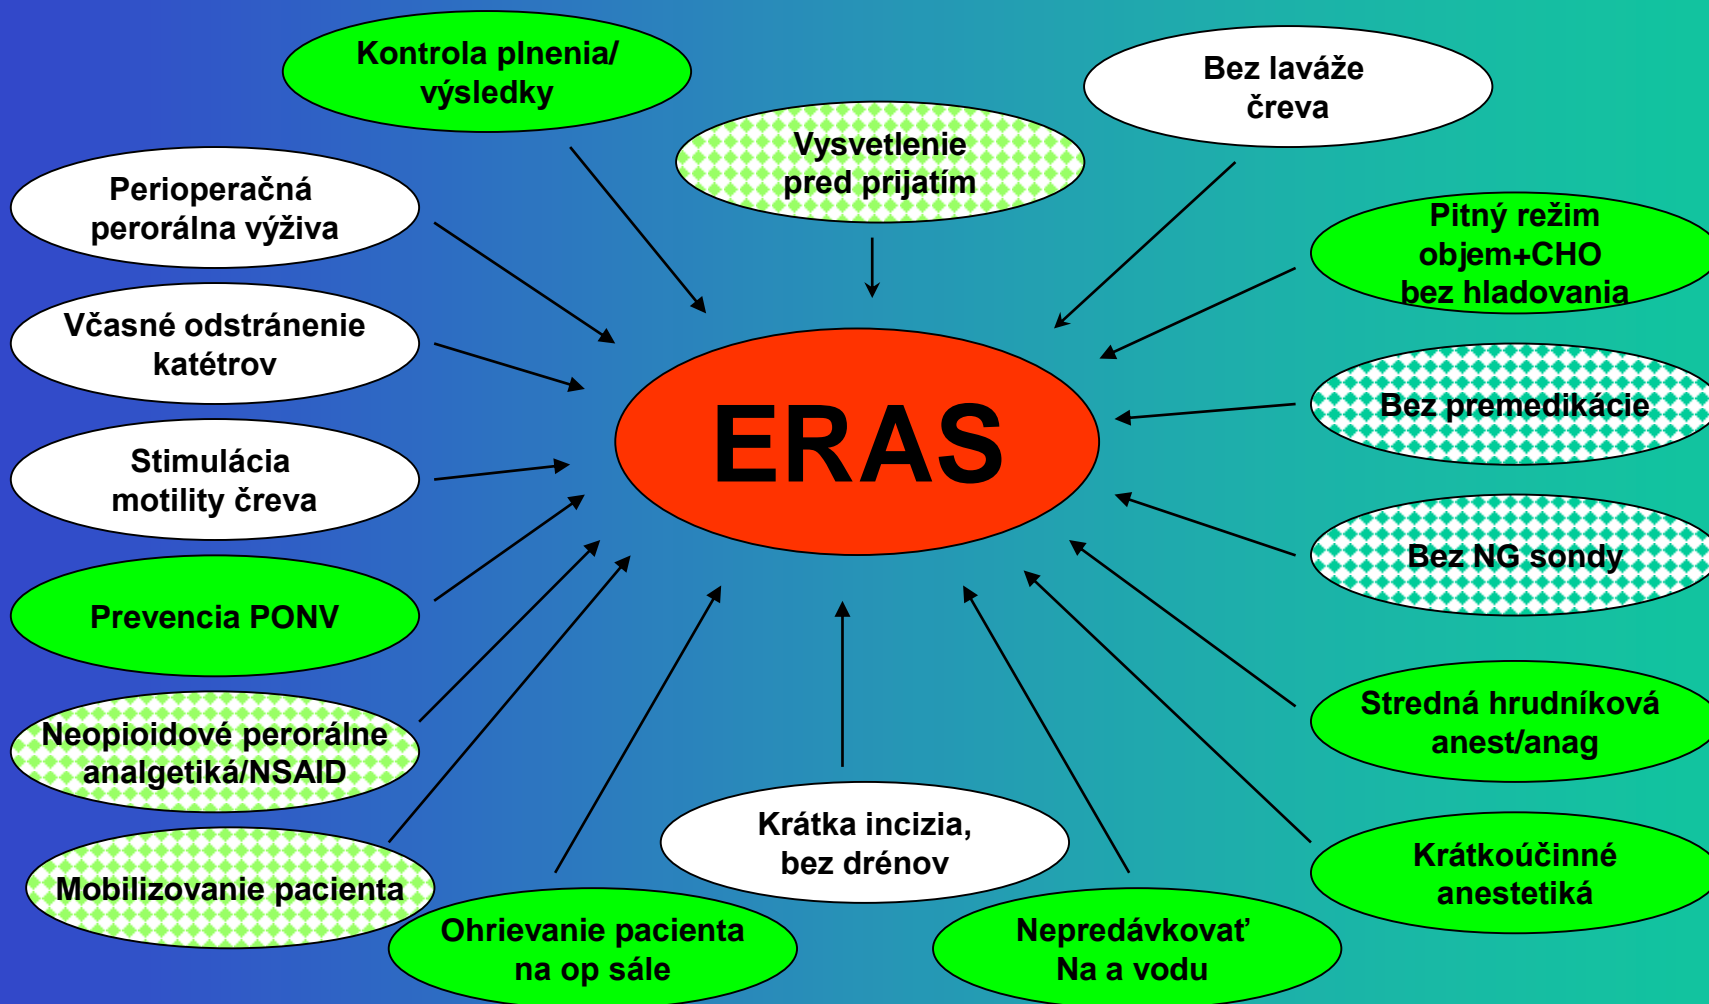 Kontrola plnenia/
výsledky
Bez laváže
čreva
Vysvetlenie
pred prijatím
Perioperačná
perorálna výživa
Pitný režim
objem+CHO
bez hladovania
Včasné odstránenie
katétrov
Bez premedikácie
ERAS
Stimulácia
motility čreva
Bez NG sondy
Prevencia PONV
Stredná hrudníková
anest/anag
Neopioidové perorálne
analgetiká/NSAID
Krátka incizia,
bez drénov
Krátkoúčinné
anestetiká
Mobilizovanie pacienta
Ohrievanie pacienta
na op sále
Nepredávkovať
Na a vodu